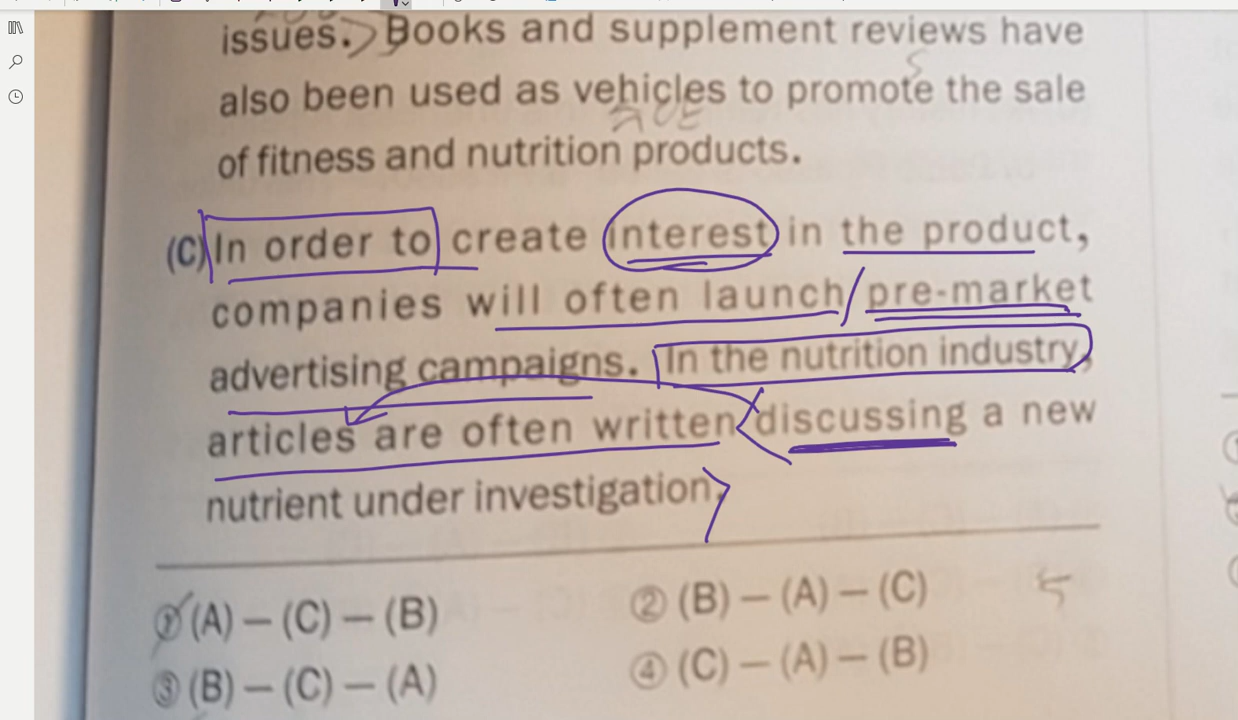 issues. Books and supplement reviews have
also been used as vehicles to promote the sale
of fitness and nutrition products.
(C) In order to create interest in the product,
companies will often launch pre-market
advertising campaigns. In the nutrition industry,
articles are often written discussing a new
nutrient under investigation.
① (A) – (C) – (B)
② (B) – (A) – (C)
③ (B) – (C) – (A)
④ (C) – (A) – (B)